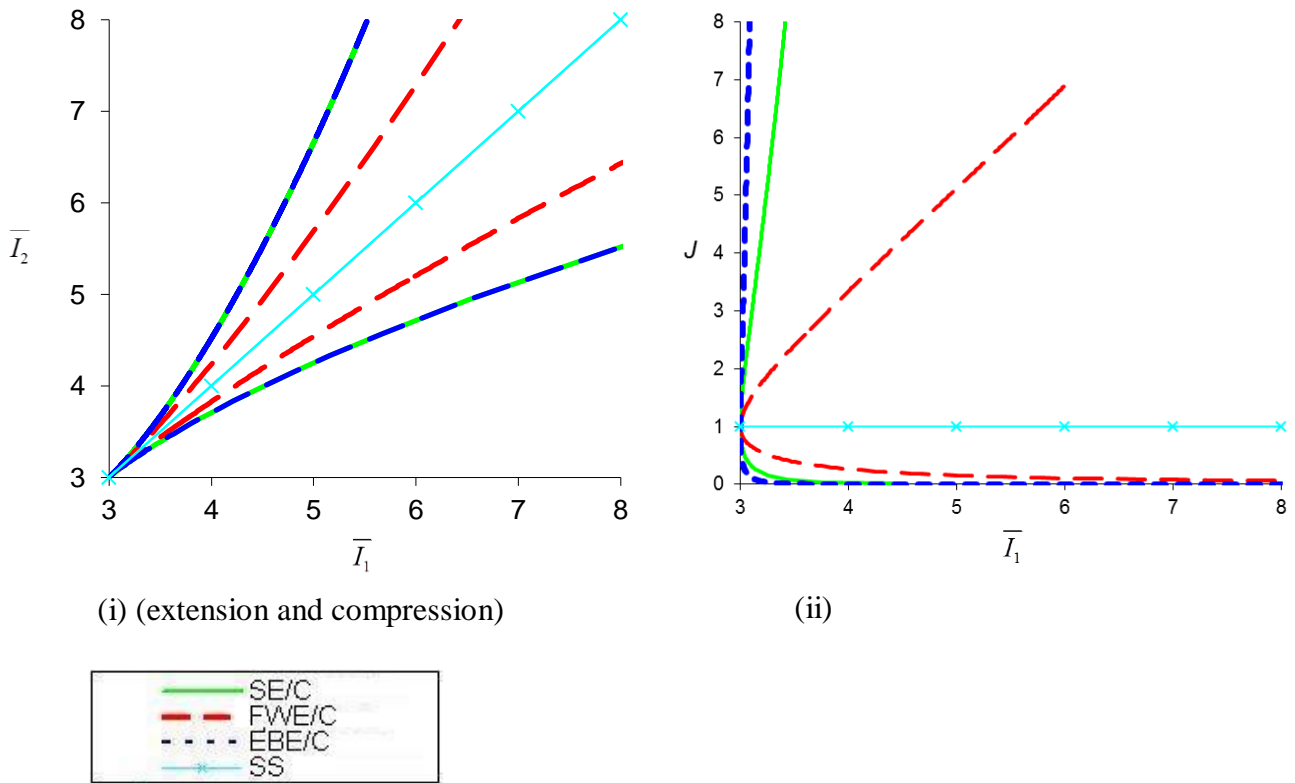 8
7
6
5
4
3
3 4 5 6 7 8
I̅₂
I̅₁
(i) (extension and compression)
8
7
6
5
4
3
2
1
0
3 4 5 6 7 8
J
I̅₁
(ii)
SE/C
FWE/C
EBE/C
SS